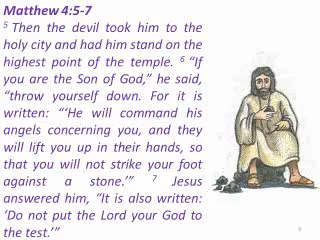 Matthew 4:5-7
5 Then the devil took him to the
holy city and had him stand on the
highest point of the temple. 6 “If
you are the Son of God,” he said,
“throw yourself down. For it is
written: “‘He will command his
angels concerning you, and they
will lift you up in their hands, so
that you will not strike your foot
against a stone.’” 7 Jesus
answered him, “It is also written:
‘Do not put the Lord your God to
the test.’”